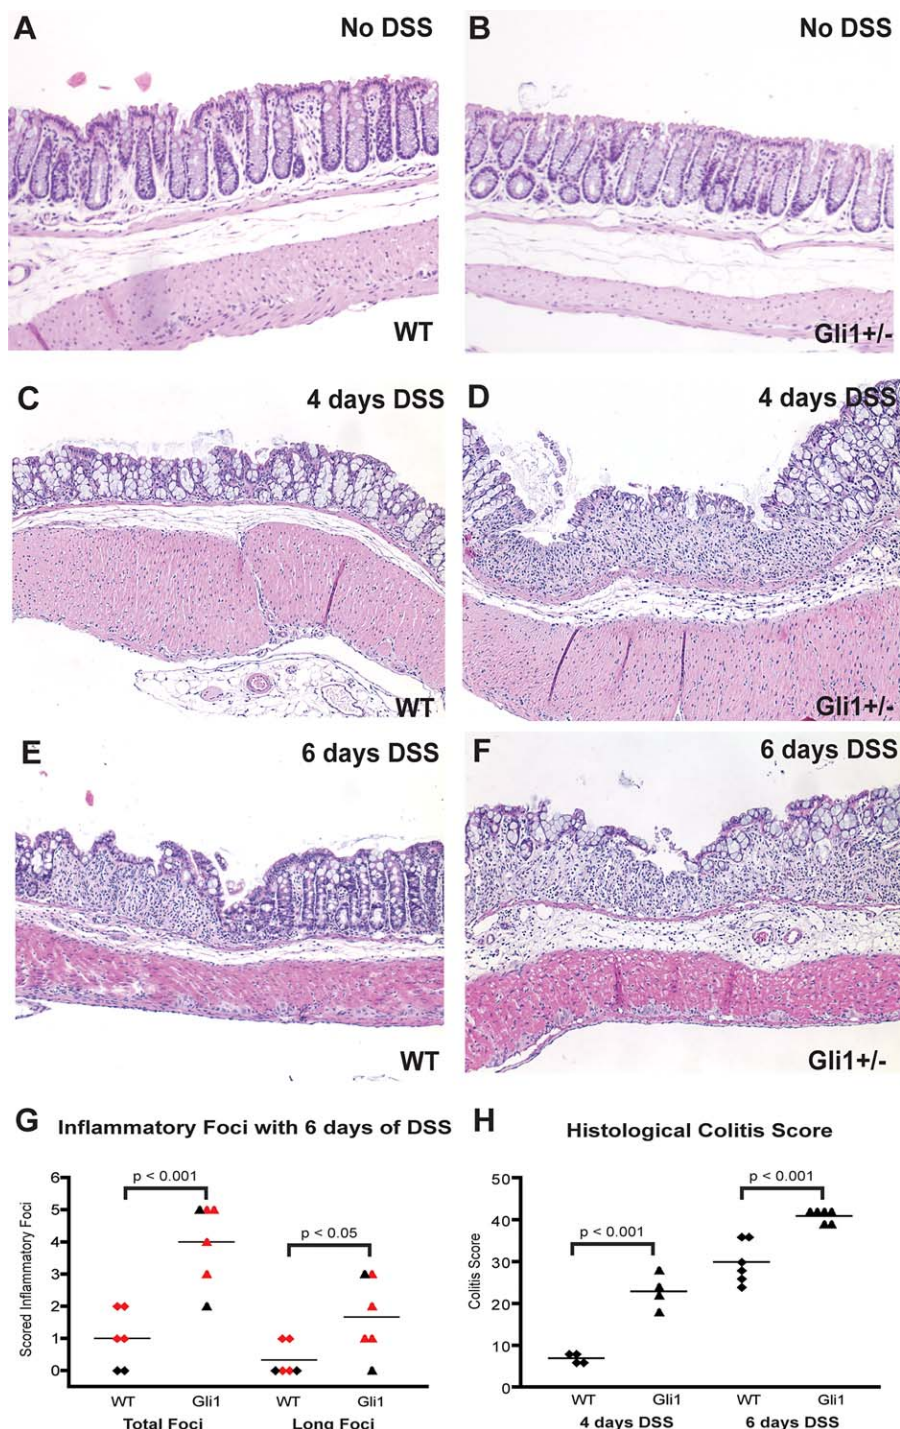 A
No DSS
WT
B
No DSS
Gli1+/-
C
4 days DSS
WT
D
4 days DSS
Gli1+/-
E
6 days DSS
WT
F
6 days DSS
Gli1+/-
G
Inflammatory Foci with 6 days of DSS
Scored Inflammatory Foci
6
5
4
3
2
1
0
p < 0.001
p < 0.05
WT
Gli1
WT
Gli1
Total Foci
Long Foci
H
Histological Colitis Score
Colitis Score
50
40
30
20
10
0
p < 0.001
p < 0.001
WT
Gli1
WT
Gli1
4 days DSS
6 days DSS